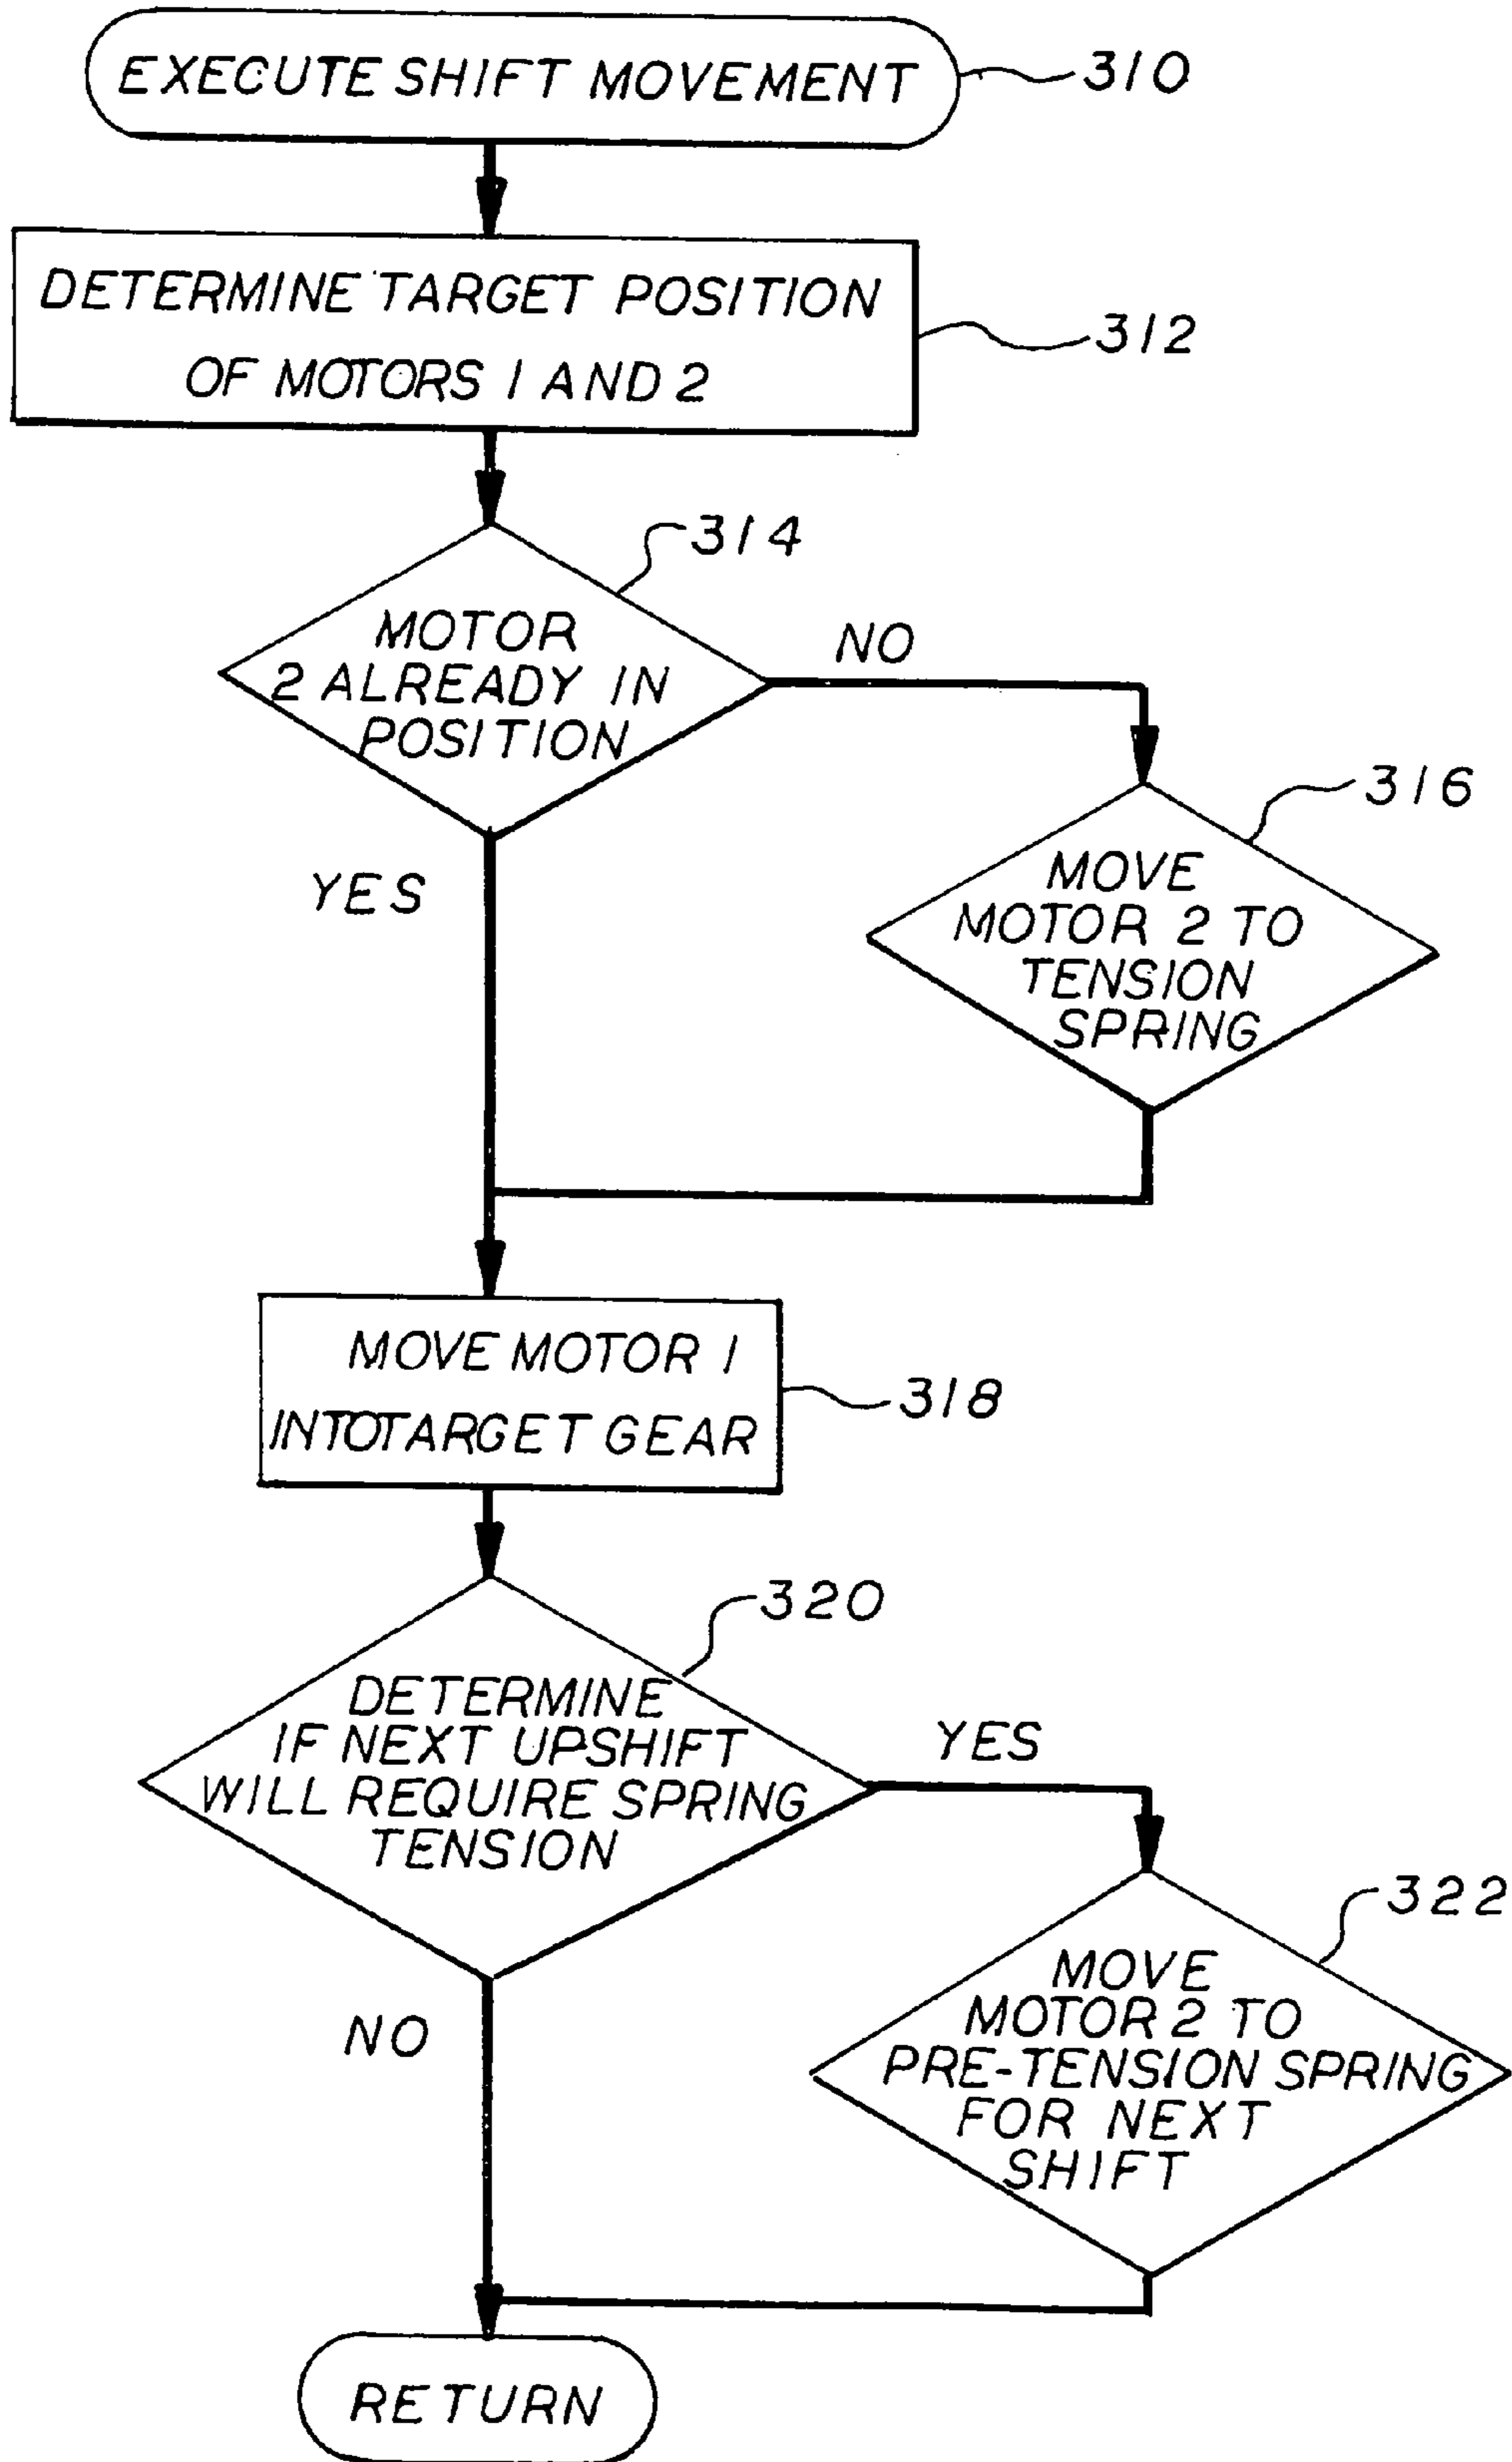 EXECUTE SHIFT MOVEMENT
310
DETERMINE TARGET POSITION
OF MOTORS 1 AND 2
312
314
MOTOR
2 ALREADY IN
POSITION
NO
YES
316
MOVE
MOTOR 2 TO
TENSION
SPRING
MOVE MOTOR 1
INTOTARGET GEAR
318
320
DETERMINE
IF NEXT UPSHIFT
WILL REQUIRE SPRING
TENSION
YES
NO
322
MOVE
MOTOR 2 TO
PRE-TENSION SPRING
FOR NEXT
SHIFT
RETURN